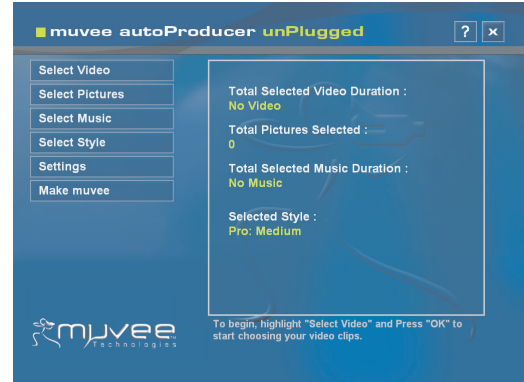 muvee autoProducer unPlugged
? ×
Select Video
Select Pictures
Select Music
Select Style
Settings
Make muvee
Total Selected Video Duration :
No Video
Total Pictures Selected :
0
Total Selected Music Duration :
No Music
Selected Style :
Pro: Medium
muvee
Technologies
To begin, highlight "Select Video" and Press "OK" to
start choosing your video clips.